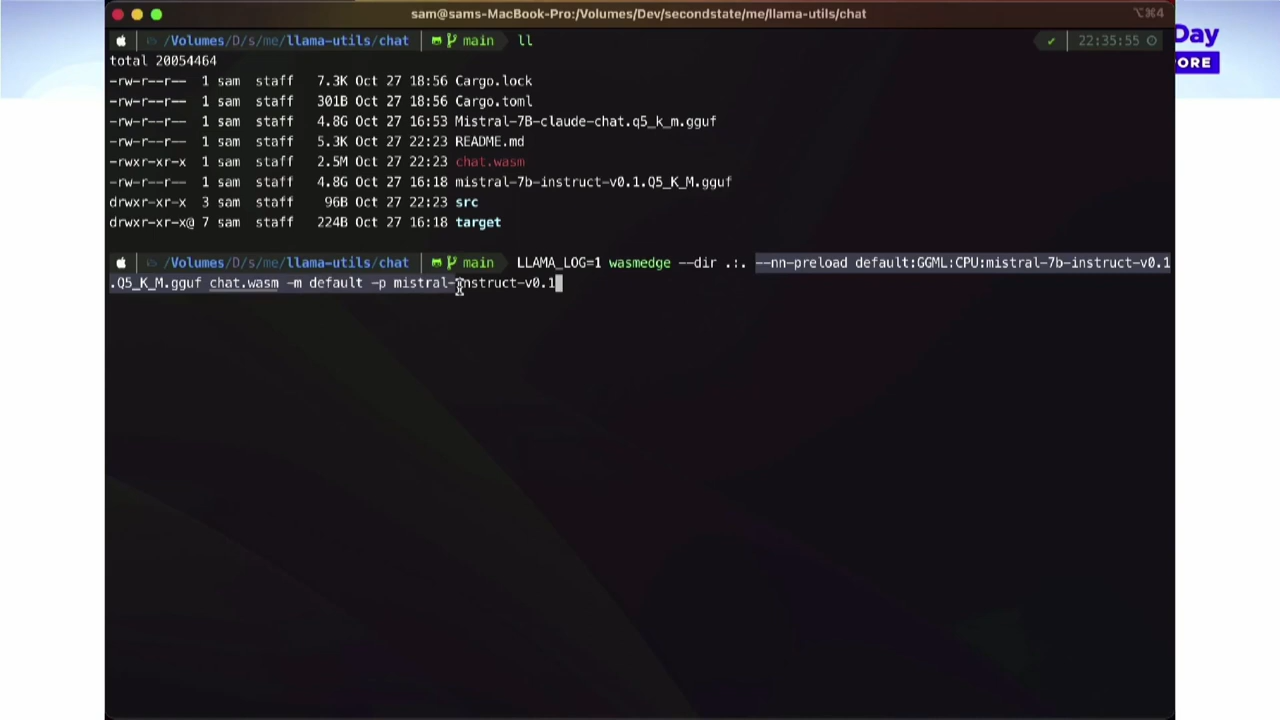 sam@sams-MacBook-Pro:/Volumes/Dev/secondstate/me/llama-utils/chat
⌥⌘4
Day
ORE
/Volumes/D/s/me/llama-utils/chat main ll ✔ 22:35:55
total 20054464
-rw-r--r-- 1 sam staff 7.3K Oct 27 18:56 Cargo.lock
-rw-r--r-- 1 sam staff 301B Oct 27 18:56 Cargo.toml
-rw-r--r-- 1 sam staff 4.8G Oct 27 16:53 Mistral-7B-claude-chat.q5_k_m.gguf
-rw-r--r-- 1 sam staff 5.3K Oct 27 22:23 README.md
-rwxr-xr-x 1 sam staff 2.5M Oct 27 22:23 chat.wasm
-rw-r--r-- 1 sam staff 4.8G Oct 27 16:18 mistral-7b-instruct-v0.1.Q5_K_M.gguf
drwxr-xr-x 3 sam staff 96B Oct 27 22:23 src
drwxr-xr-x@ 7 sam staff 224B Oct 27 16:18 target
/Volumes/D/s/me/llama-utils/chat main LLAMA_LOG=1 wasmedge --dir .:. --nn-preload default:GGML:CPU:mistral-7b-instruct-v0.1
.Q5_K_M.gguf chat.wasm -m default -p mistral-instruct-v0.1